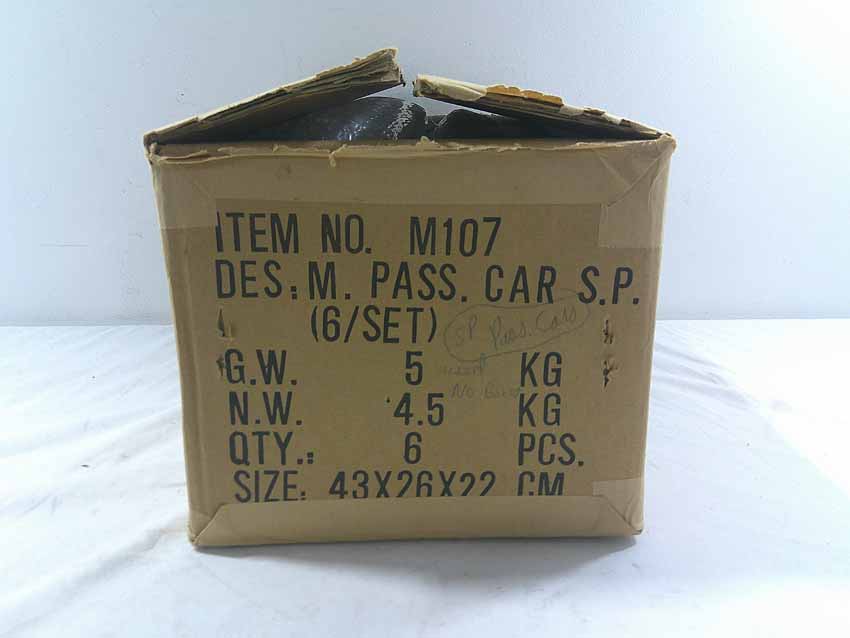 ITEM NO. M107
DES: M. PASS. CAR S.P.
(6/SET)
SP Pass. Cars
G.W. 5 KG
No
N.W. 4.5 KG
QTY.: 6 PCS.
SIZE: 43X26X22 CM